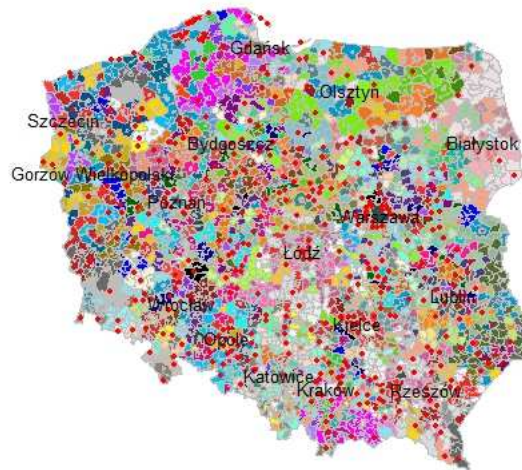 Gdańsk
Olsztyn
Szczecin
Bydgoszcz
Białystok
Gorzów Wielkopolski
Poznań
Warszawa
Łódź
Wrocław
Lublin
Opole
Kielce
Katowice
Kraków
Rzeszów